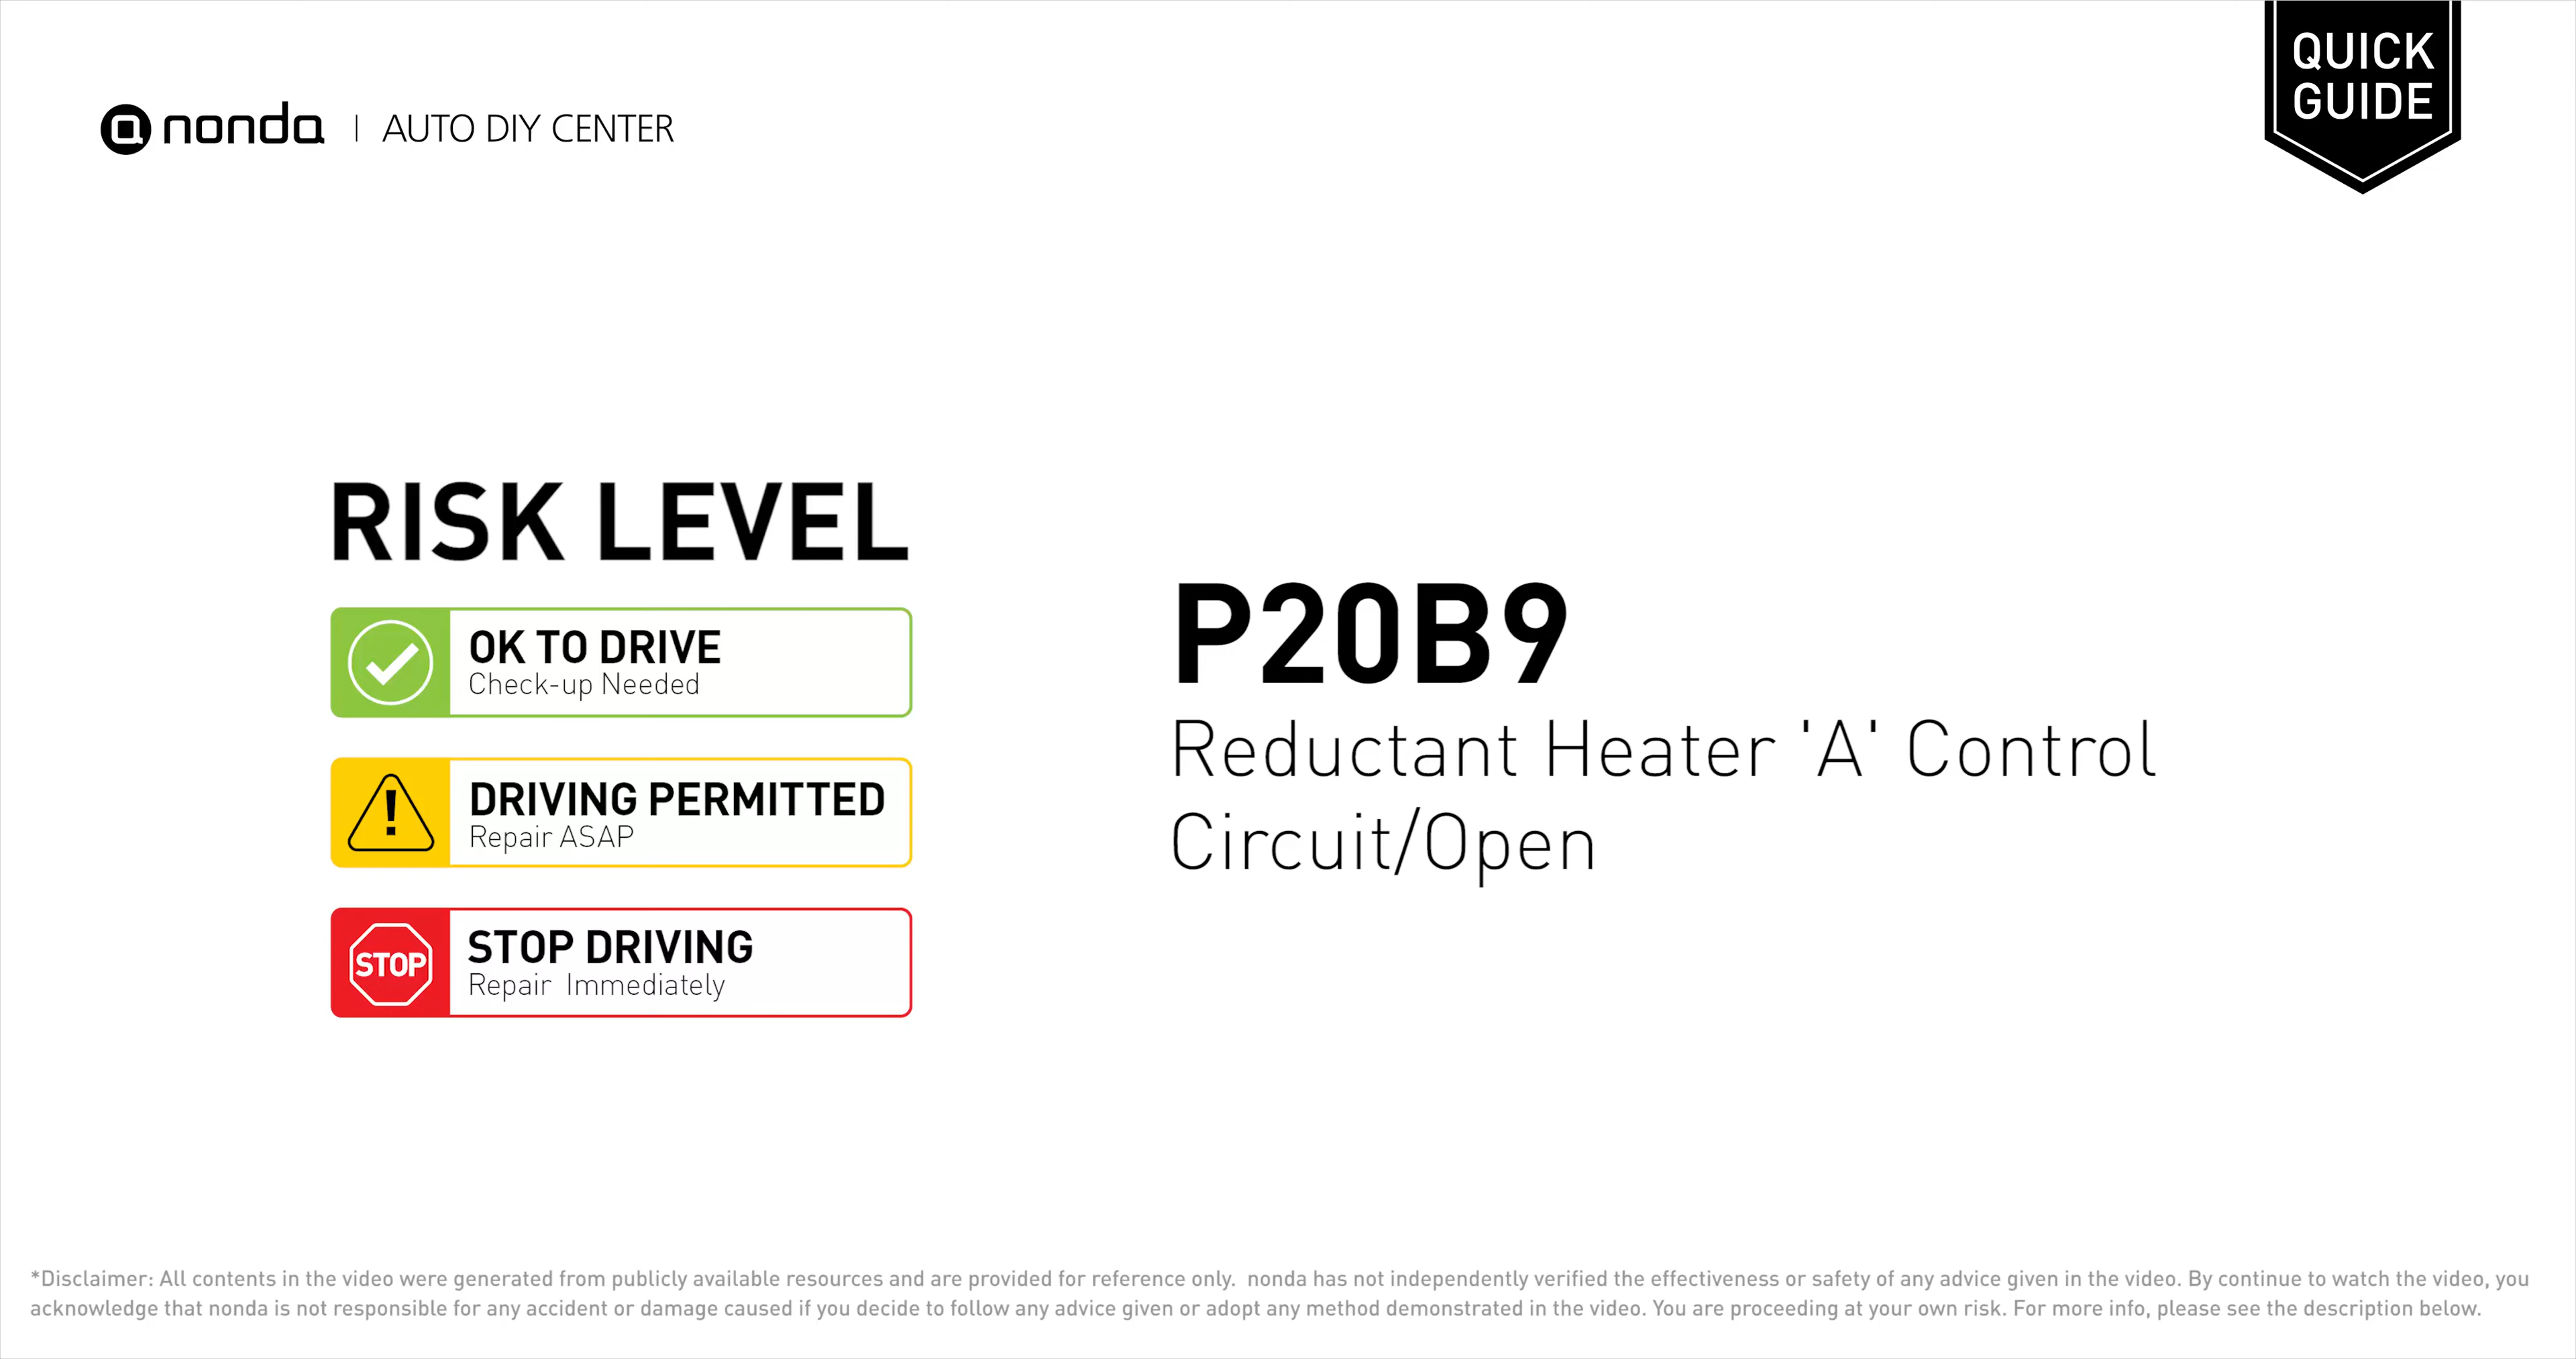 nonda | AUTO DIY CENTER
QUICK
GUIDE
RISK LEVEL
OK TO DRIVE
Check-up Needed
DRIVING PERMITTED
Repair ASAP
STOP
STOP DRIVING
Repair Immediately
P20B9
Reductant Heater 'A' Control
Circuit/Open
*Disclaimer: All contents in the video were generated from publicly available resources and are provided for reference only. nonda has not independently verified the effectiveness or safety of any advice given in the video. By continue to watch the video, you
acknowledge that nonda is not responsible for any accident or damage caused if you decide to follow any advice given or adopt any method demonstrated in the video. You are proceeding at your own risk. For more info, please see the description below.